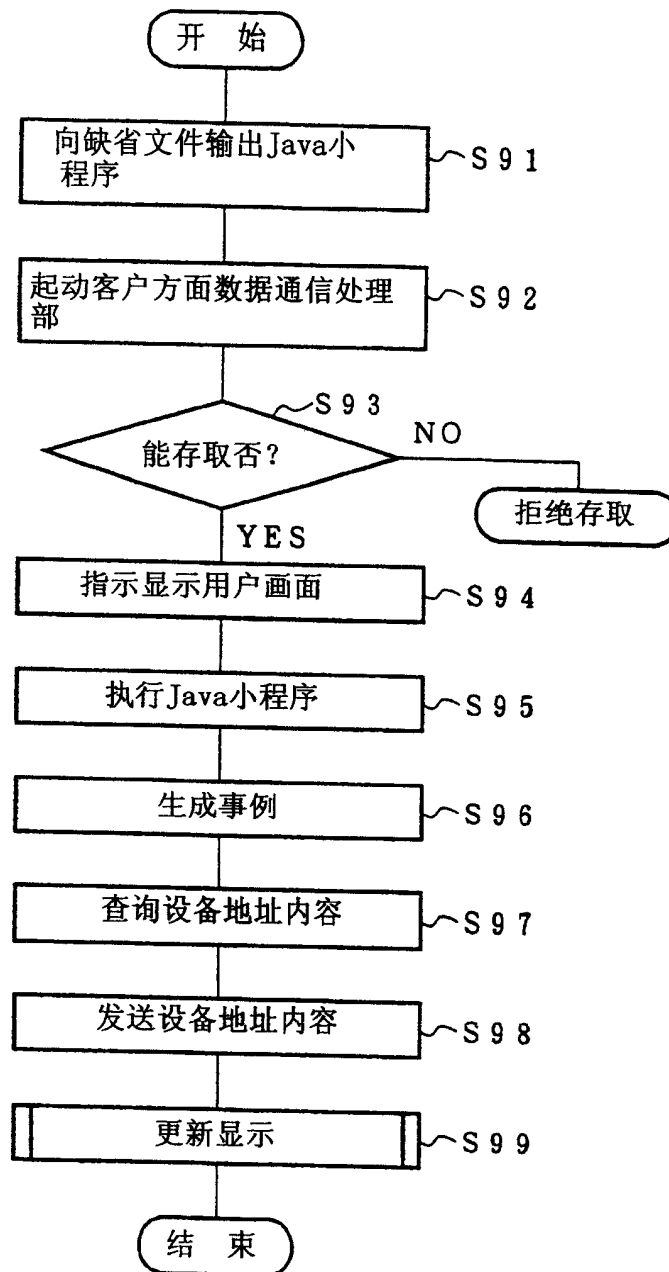 开 始
向缺省文件输出Java小
程序
S91
起动客户方面数据通信处理
部
S92
S93
能存取否?
NO
拒绝存取
YES
指示显示用户画面
S94
执行Java小程序
S95
生成事例
S96
查询设备地址内容
S97
发送设备地址内容
S98
更新显示
S99
结 束